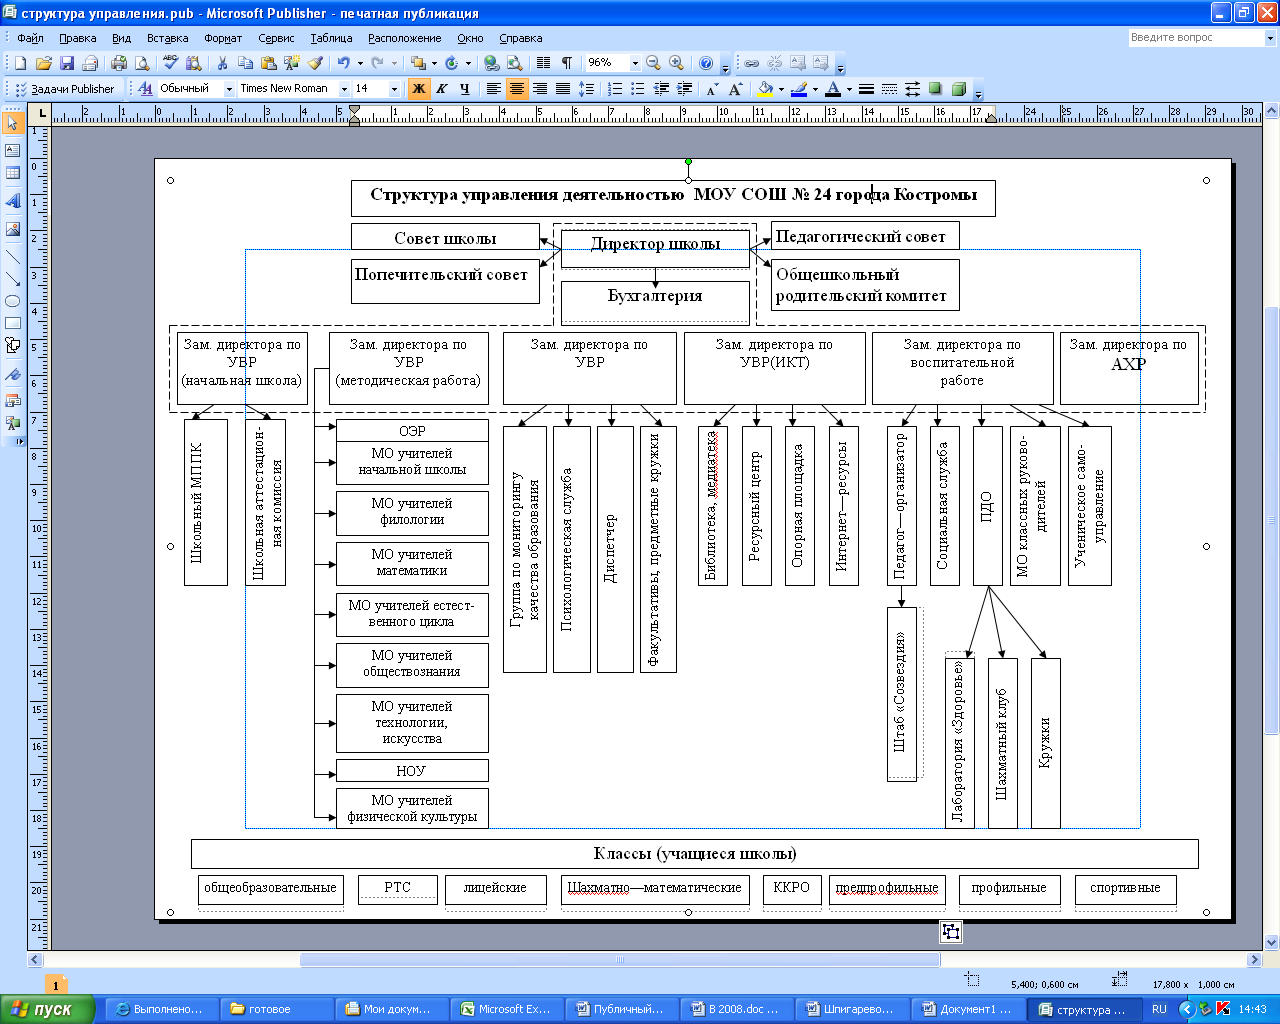 структура управления.pub - Microsoft Publisher - печатная публикация
Файл Правка Вид Вставка Формат Сервис Таблица Расположение Окно Справка
Введите вопрос
96%
Задачи Publisher
Обычный Times New Roman 14 Ж К Ч
Структура управления деятельностью МОУ СОШ № 24 города Костромы
Совет школы
Директор школы
Педагогический совет
Попечительский совет
Бухгалтерия
Общешкольный
родительский комитет
Зам. директора по
УВР
(начальная школа)
Зам. директора по
УВР
(методическая работа)
Зам. директора по
УВР
Зам. директора по
УВР(ИКТ)
Зам. директора по
воспитательной
работе
Зам. директора по
АХР
Школьный МППК
Школьная аттестацион-
ная комиссия
ОЭР
МО учителей
начальной школы
МО учителей
филологии
МО учителей
математики
МО учителей естест-
венного цикла
МО учителей
обществознания
МО учителей
технологии,
искусства
НОУ
МО учителей
физической культуры
Группа по мониторингу
качества образования
Психологическая служба
Диспетчер
Факультативы, предметные кружки
Библиотека, медиатека
Ресурсный центр
Опорная площадка
Интернет—ресурсы
Педагог—организатор
Социальная служба
ПДО
МО классных руково-
дителей
Ученическое само-
управление
Штаб «Созвездия»
Лаборатория «Здоровье»
Шахматный клуб
Кружки
Классы (учащиеся школы)
общеобразовательные
РТС
лицейские
Шахматно—математические
ККРО
предпрофильные
профильные
спортивные
1
5,400; 0,600 см
17,800 x 1,000 см
пуск
Выполнено...
готовое
Мои докум...
Microsoft Ex...
Публичный...
В 2008.doc ...
Шпигарево...
Документ1 ...
структура ...
RU
14:43